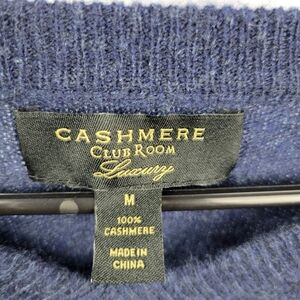 CASHMERE
CLUB ROOM
Luxury
M
100%
CASHMERE
MADE IN
CHINA